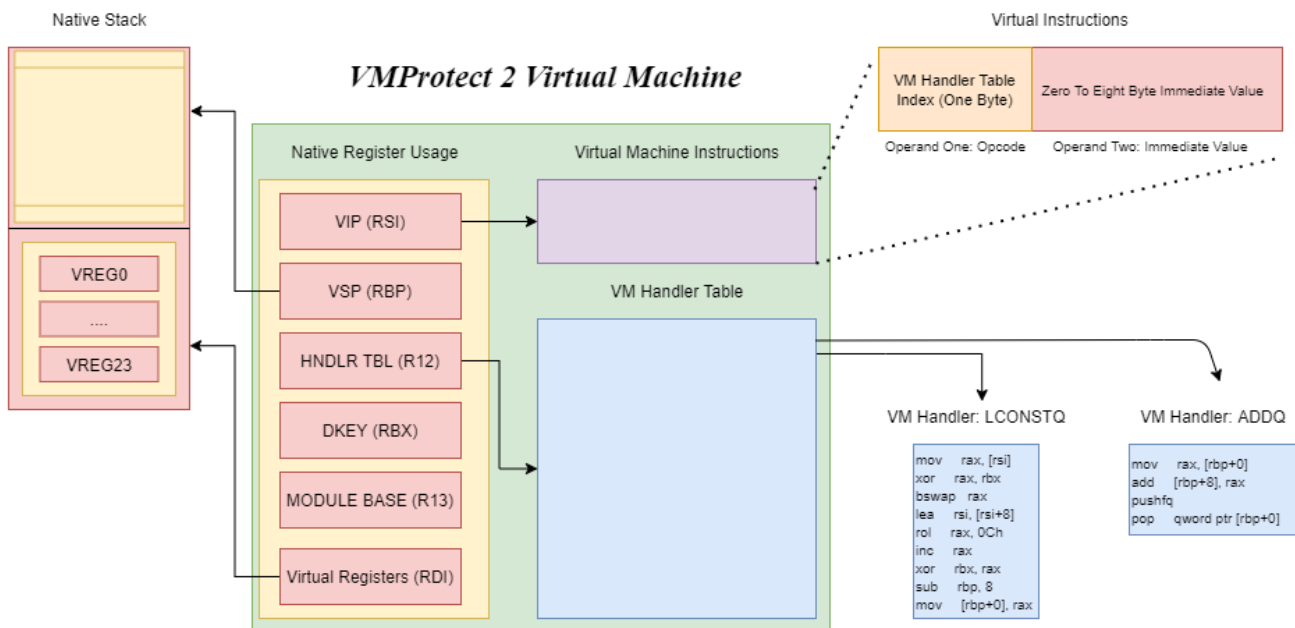 Native Stack
Virtual Instructions
VMProtect 2 Virtual Machine
VM Handler Table
Index (One Byte)
Zero To Eight Byte Immediate Value
Operand One: Opcode
Operand Two: Immediate Value
Native Register Usage
Virtual Machine Instructions
VIP (RSI)
VSP (RBP)
HNDLR TBL (R12)
DKEY (RBX)
MODULE BASE (R13)
Virtual Registers (RDI)
VREG0
....
VREG23
VM Handler Table
VM Handler: LCONSTQ
mov rax, [rsi]
xor rax, rbx
bswap rax
lea rsi, [rsi+8]
rol rax, 0Ch
inc rax
xor rbx, rax
sub rbp, 8
mov [rbp+0], rax
VM Handler: ADDQ
mov rax, [rbp+0]
add [rbp+8], rax
pushfq
pop qword ptr [rbp+0]